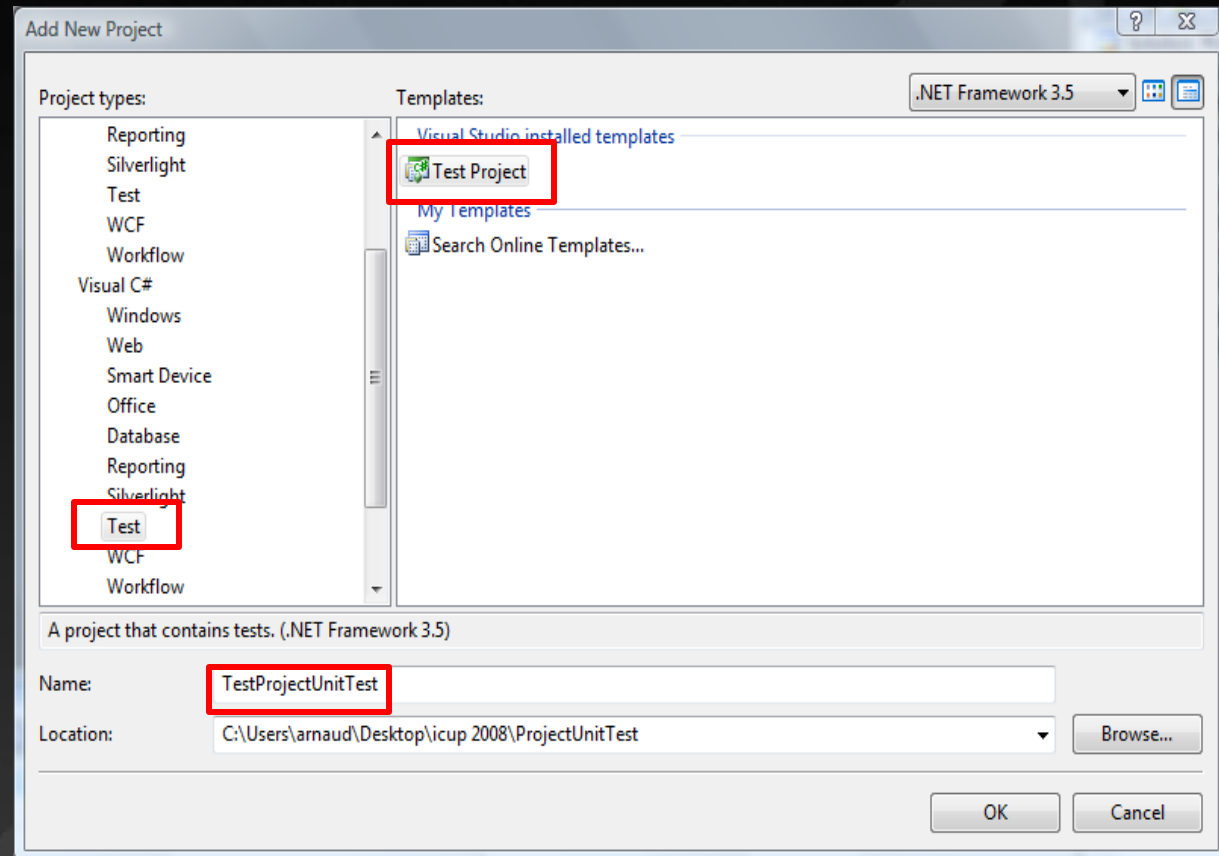 Add New Project
Project types:
Templates:
.NET Framework 3.5
Reporting
Silverlight
Test
WCF
Workflow
Visual C#
Windows
Web
Smart Device
Office
Database
Reporting
Silverlight
Test
WCF
Workflow
Visual Studio installed templates
Test Project
My Templates
Search Online Templates...
A project that contains tests. (.NET Framework 3.5)
Name:
TestProjectUnitTest
Location:
C:\Users\arnaud\Desktop\icup 2008\ProjectUnitTest
Browse...
OK
Cancel